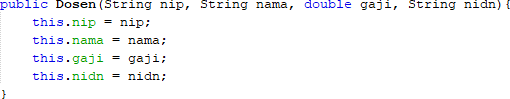 public Dosen(String nip, String nama, double gaji, String nidn){
    this.nip = nip;
    this.nama = nama;
    this.gaji = gaji;
    this.nidn = nidn;
}